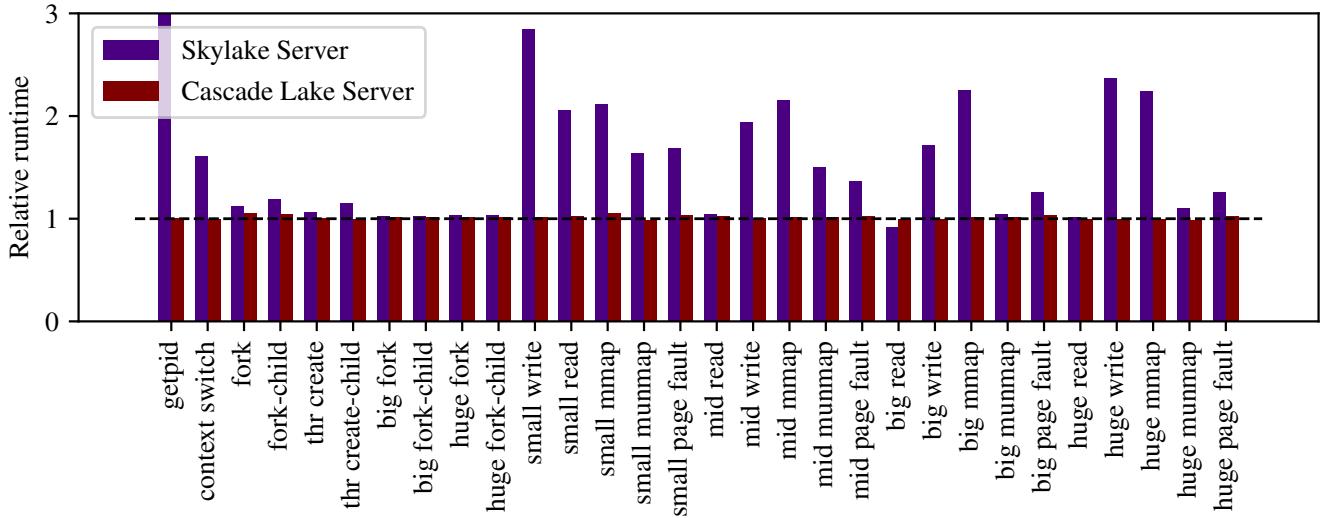 Relative runtime
3
2
1
0
Skylake Server
Cascade Lake Server
getpid
context switch
fork
fork-child
thr create
thr create-child
big fork
big fork-child
huge fork
huge fork-child
small write
small read
small mmap
small munmap
small page fault
mid read
mid write
mid mmap
mid munmap
mid page fault
big read
big write
big mmap
big munmap
big page fault
huge read
huge write
huge mmap
huge munmap
huge page fault